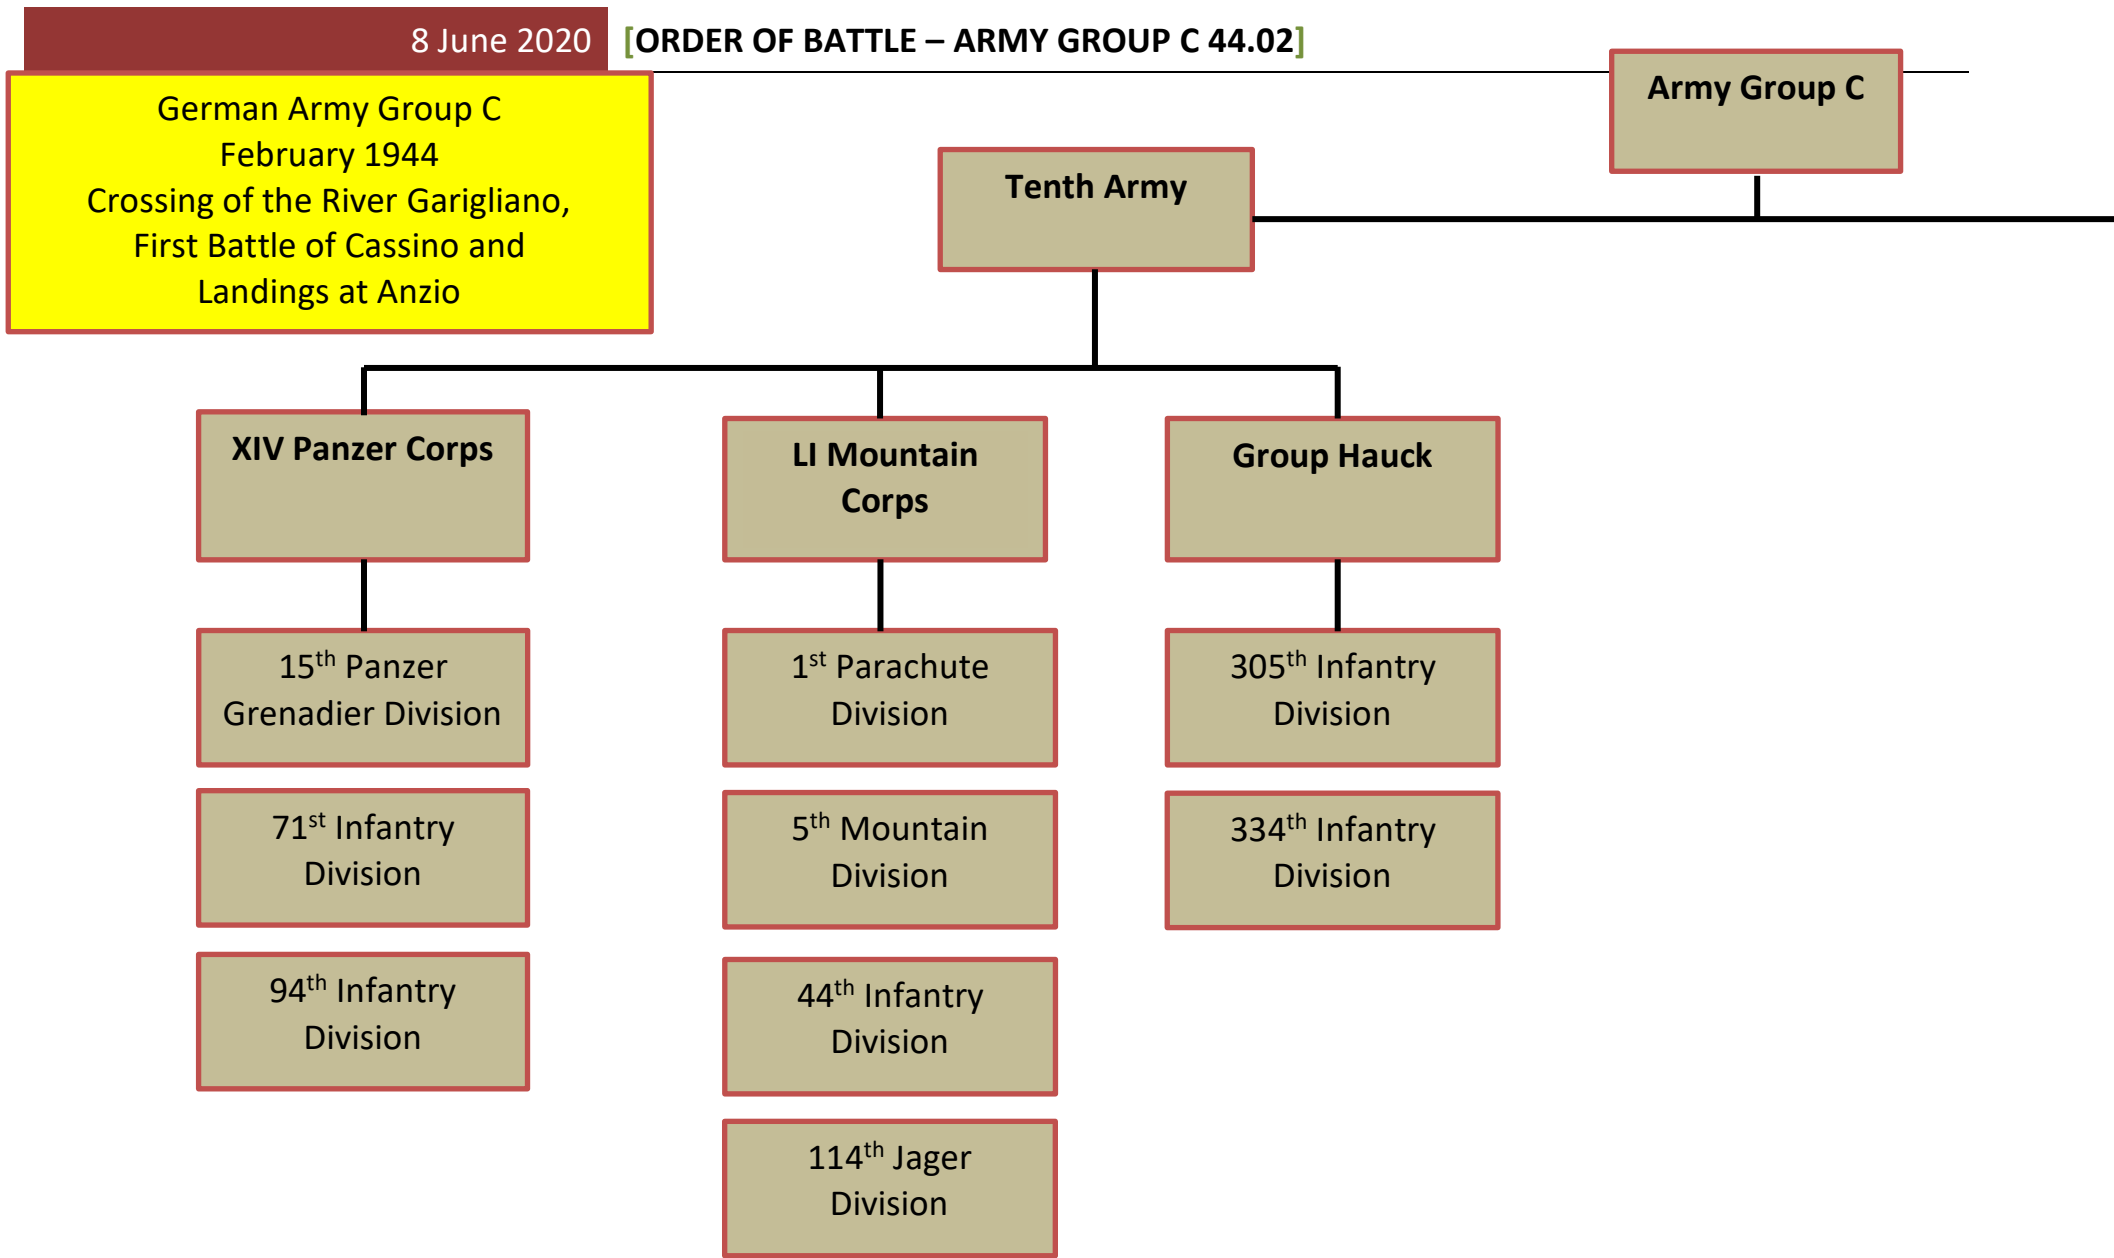 8 June 2020 [ORDER OF BATTLE – ARMY GROUP C 44.02]
German Army Group C
February 1944
Crossing of the River Garigliano,
First Battle of Cassino and
Landings at Anzio
Army Group C
Tenth Army
XIV Panzer Corps
LI Mountain
Corps
Group Hauck
15th Panzer
Grenadier Division
1st Parachute
Division
305th Infantry
Division
71st Infantry
Division
5th Mountain
Division
334th Infantry
Division
94th Infantry
Division
44th Infantry
Division
114th Jager
Division